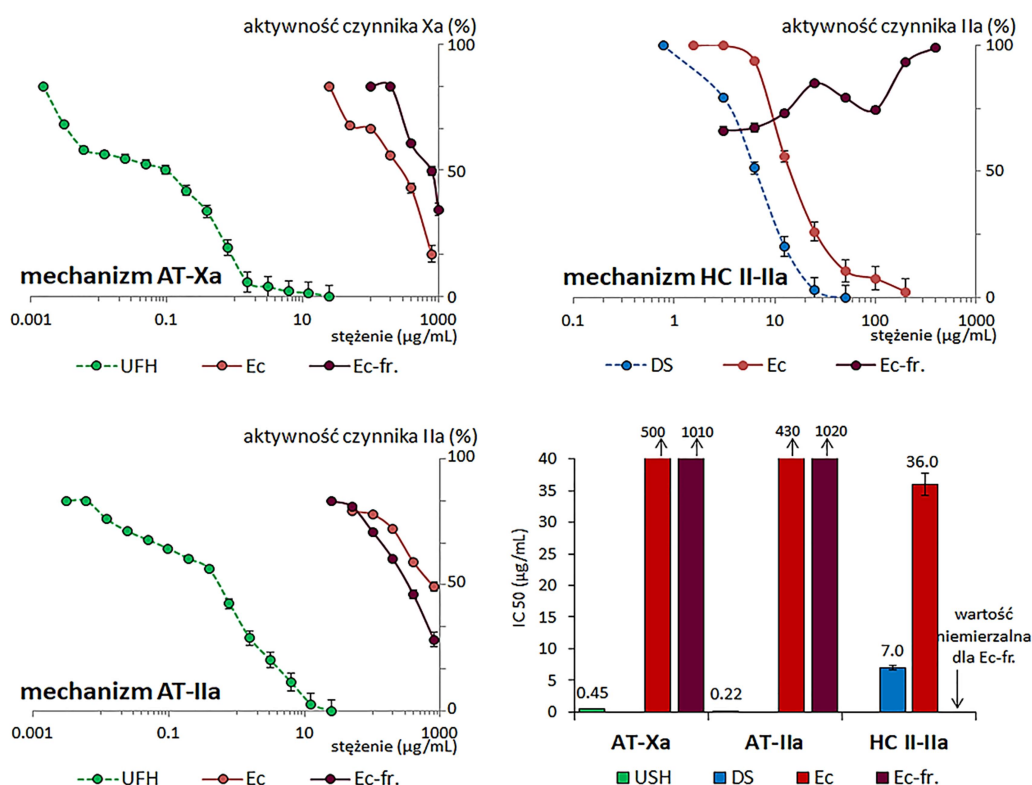 aktywność czynnika Xa (%)
100
50
0
mechanizm AT-Xa
0.001
0.1
10
1000
stężenie (μg/mL)
UFH
Ec
Ec-fr.
aktywność czynnika IIa (%)
100
50
0
mechanizm HC II-IIa
0.1
1
10
100
1000
stężenie (μg/mL)
DS
Ec
Ec-fr.
aktywność czynnika IIa (%)
100
50
0
mechanizm AT-IIa
0.001
0.1
10
1000
stężenie (μg/mL)
UFH
Ec
Ec-fr.
500
1010
430
1020
IC 50 (μg/mL)
40
35
30
25
20
15
10
5
0
0.45
0.22
7.0
36.0
wartość
niemierzalna
dla Ec-fr.
AT-Xa
AT-IIa
HC II-IIa
USH
DS
Ec
Ec-fr.